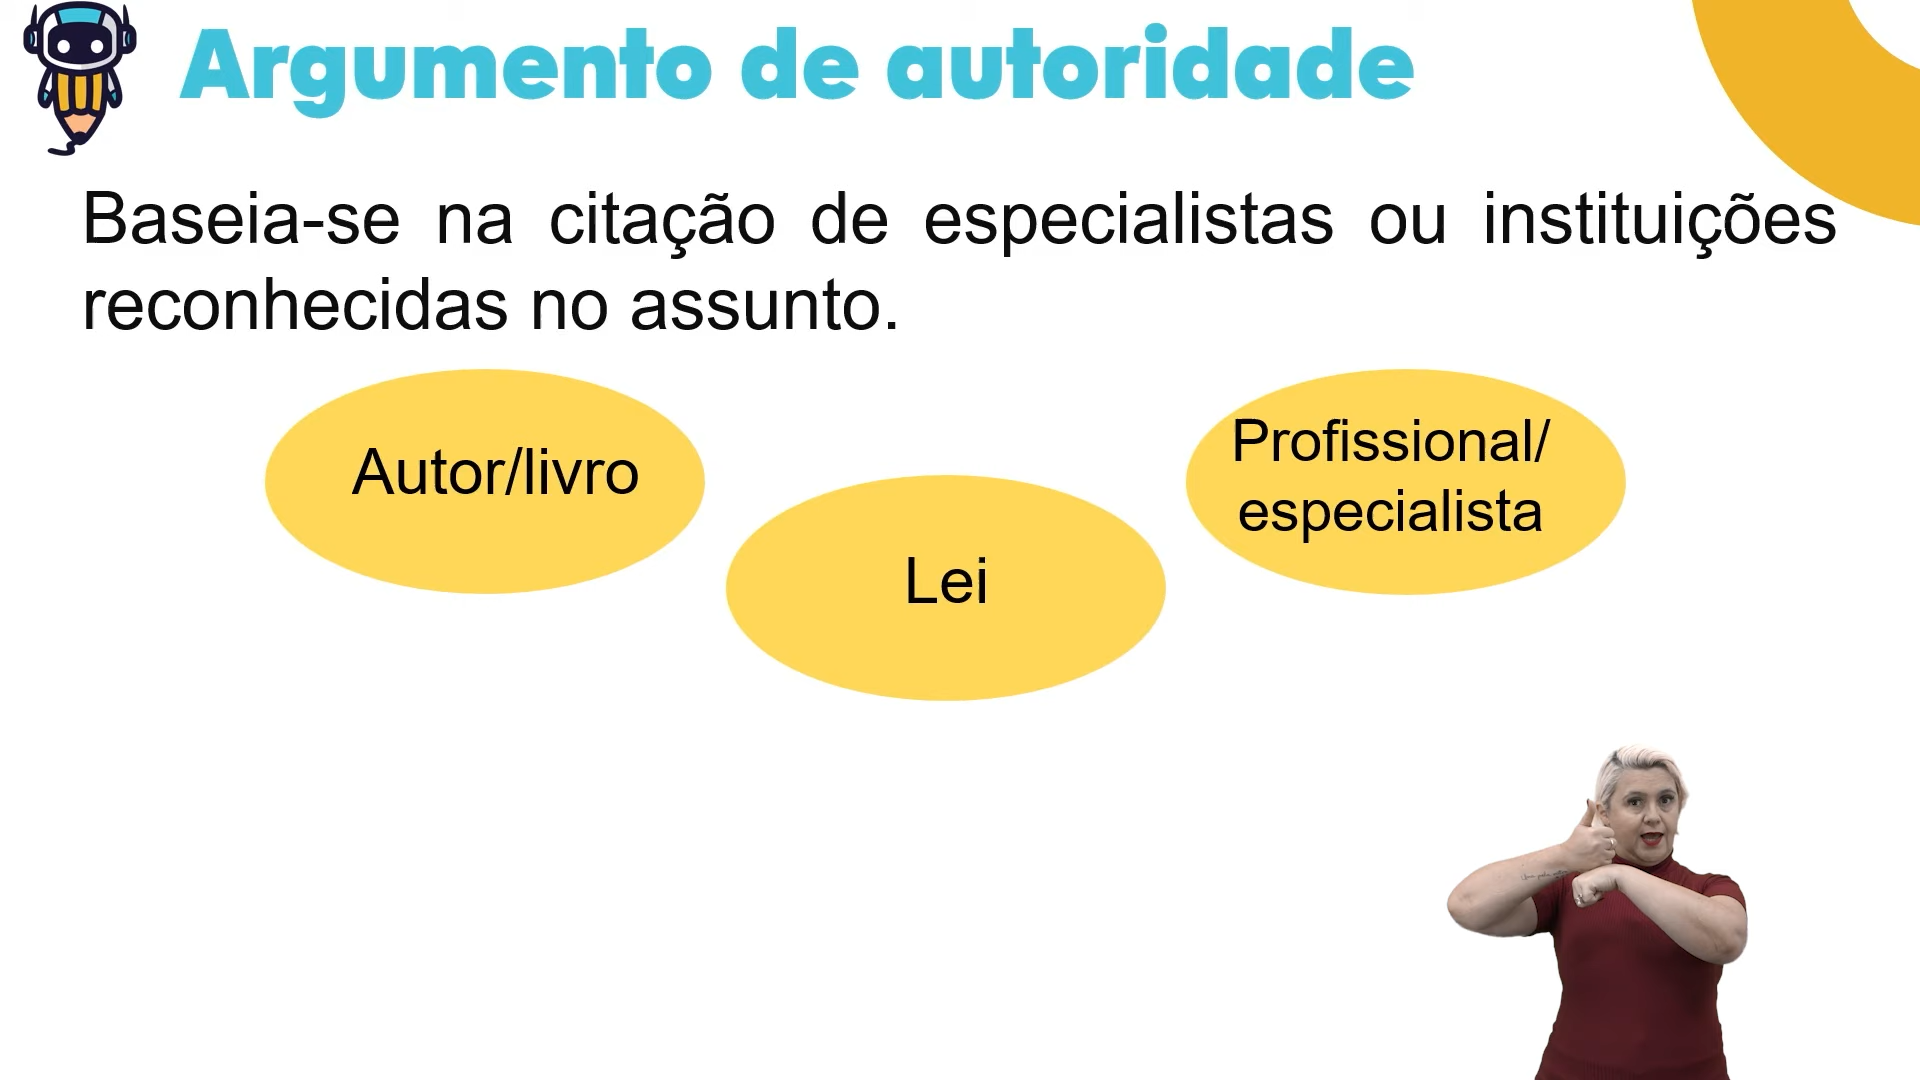 Argumento de autoridade
Baseia-se na citação de especialistas ou instituições
reconhecidas no assunto.
Autor/livro
Lei
Profissional/
especialista